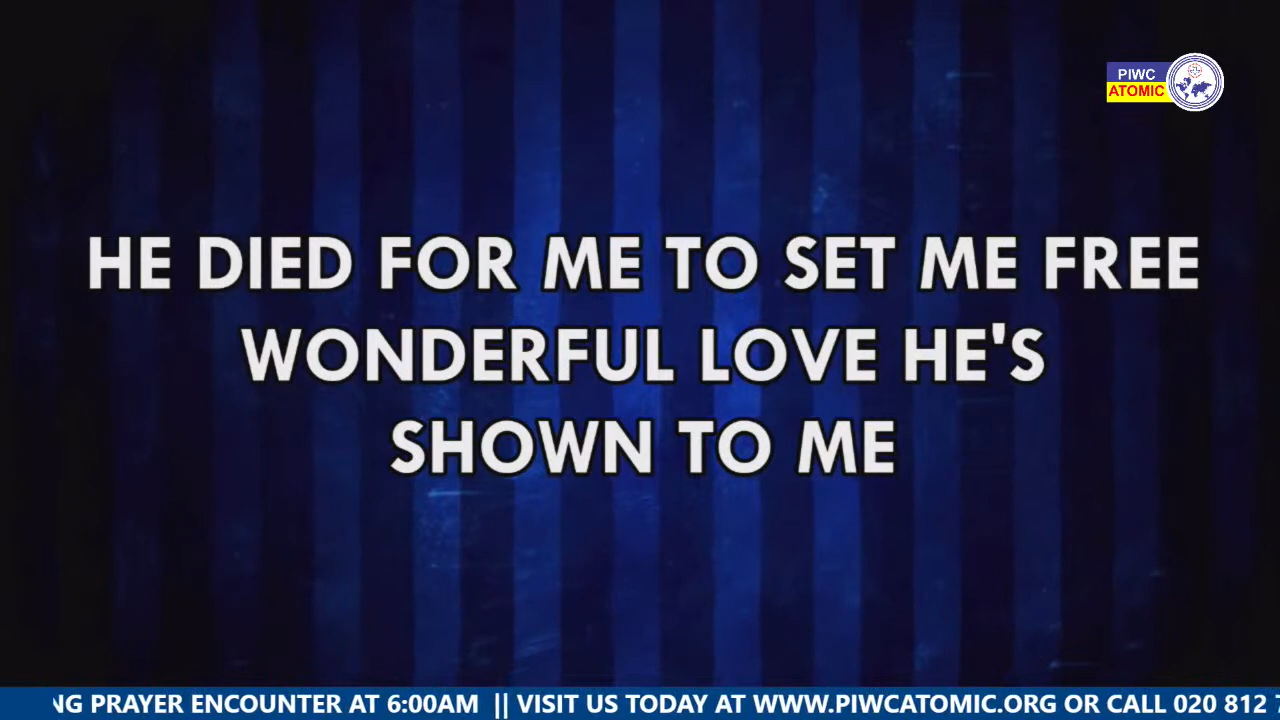 PIWC
ATOMIC
HE DIED FOR ME TO SET ME FREE
WONDERFUL LOVE HE'S
SHOWN TO ME
PRAYER ENCOUNTER AT 6:00AM || VISIT US TODAY AT WWW.PIWCATOMIC.ORG OR CALL 020 812